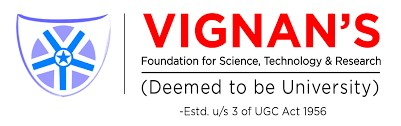 VIGNAN'S
Foundation for Science, Technology & Research
(Deemed to be University)
-Estd. u/s 3 of UGC Act 1956